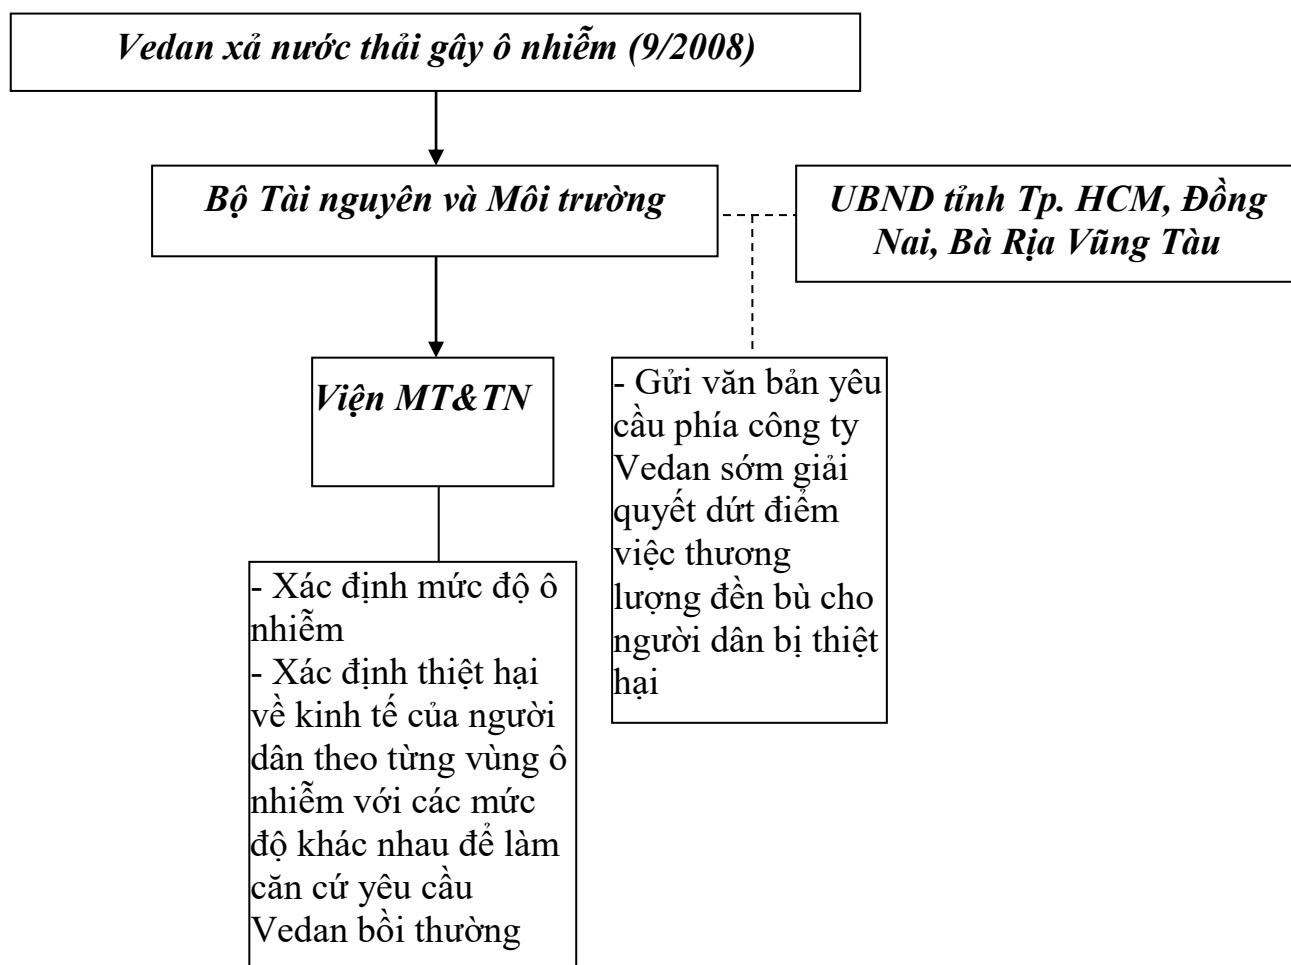 Vedan xả nước thải gây ô nhiễm (9/2008)
Bộ Tài nguyên và Môi trường
UBND tỉnh Tp. HCM, Đồng
Nai, Bà Rịa Vũng Tàu
Viện MT&TN
- Gửi văn bản yêu
cầu phía công ty
Vedan sớm giải
quyết dứt điểm
việc thương
lượng đền bù cho
người dân bị thiệt
hại
- Xác định mức độ ô
nhiễm
- Xác định thiệt hại
về kinh tế của người
dân theo từng vùng ô
nhiễm với các mức
độ khác nhau để làm
căn cứ yêu cầu
Vedan bồi thường